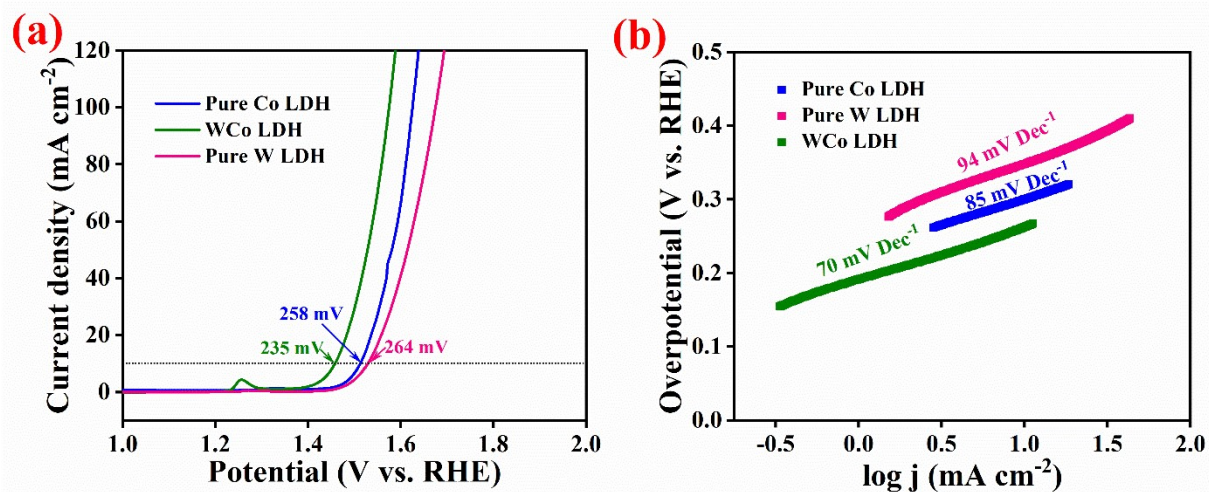 (a)
Current density (mA cm⁻²)
120
100
80
60
40
20
0
Pure Co LDH
WCo LDH
Pure W LDH
258 mV
235 mV
264 mV
1.0 1.2 1.4 1.6 1.8 2.0
Potential (V vs. RHE)
(b)
Overpotential (V vs. RHE)
0.5
0.4
0.3
0.2
0.1
0.0
Pure Co LDH
Pure W LDH
WCo LDH
94 mV Dec⁻¹
85 mV Dec⁻¹
70 mV Dec⁻¹
-0.5 0.0 0.5 1.0 1.5 2.0
log j (mA cm⁻²)